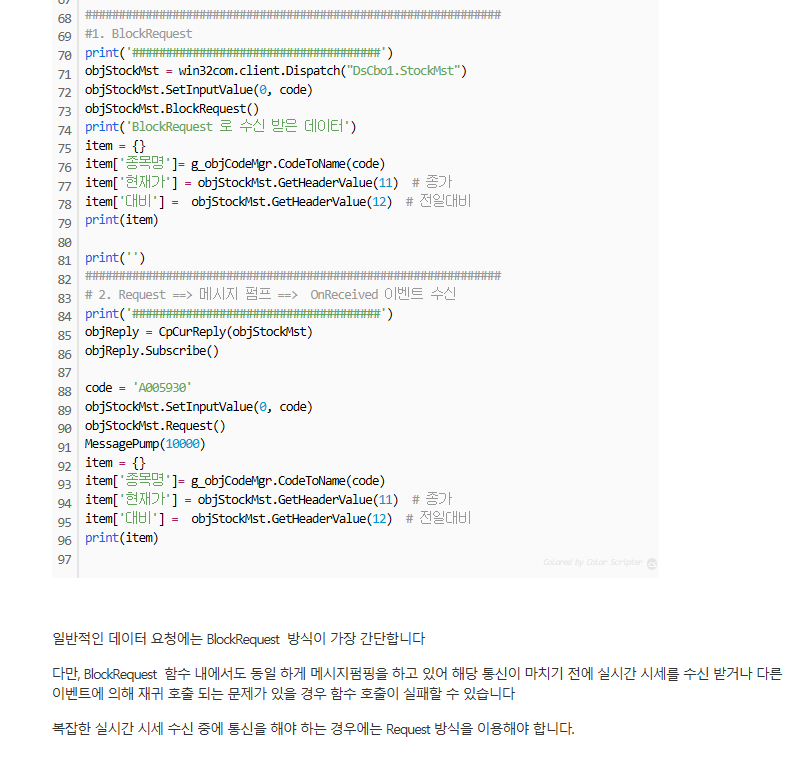 67
68 ##############################################################
69 #1. BlockRequest
70 print('#####################################')
71 objStockMst = win32com.client.Dispatch("DsCbo1.StockMst")
72 objStockMst.SetInputValue(0, code)
73 objStockMst.BlockRequest()
74 print('BlockRequest 로 수신 받은 데이터')
75 item = {}
76 item['종목명']= g_objCodeMgr.CodeToName(code)
77 item['현재가'] = objStockMst.GetHeaderValue(11)  # 종가
78 item['대비'] =  objStockMst.GetHeaderValue(12)  # 전일대비
79 print(item)
80
81 print('')
82 ##############################################################
83 # 2. Request ==> 메시지 펌프 ==>  OnReceived 이벤트 수신
84 print('#####################################')
85 objReply = CpCurReply(objStockMst)
86 objReply.Subscribe()
87
88 code = 'A005930'
89 objStockMst.SetInputValue(0, code)
90 objStockMst.Request()
91 MessagePump(10000)
92 item = {}
93 item['종목명']= g_objCodeMgr.CodeToName(code)
94 item['현재가'] = objStockMst.GetHeaderValue(11)  # 종가
95 item['대비'] =  objStockMst.GetHeaderValue(12)  # 전일대비
96 print(item)
97
Colored by Color Scripter cs
일반적인 데이터 요청에는 BlockRequest  방식이 가장 간단합니다
다만, BlockRequest  함수 내에서도 동일 하게 메시지펌핑을 하고 있어 해당 통신이 마치기 전에 실시간 시세를 수신 받거나 다른
이벤트에 의해 재귀 호출 되는 문제가 있을 경우 함수 호출이 실패할 수 있습니다
복잡한 실시간 시세 수신 중에 통신을 해야 하는 경우에는 Request 방식을 이용해야 합니다.